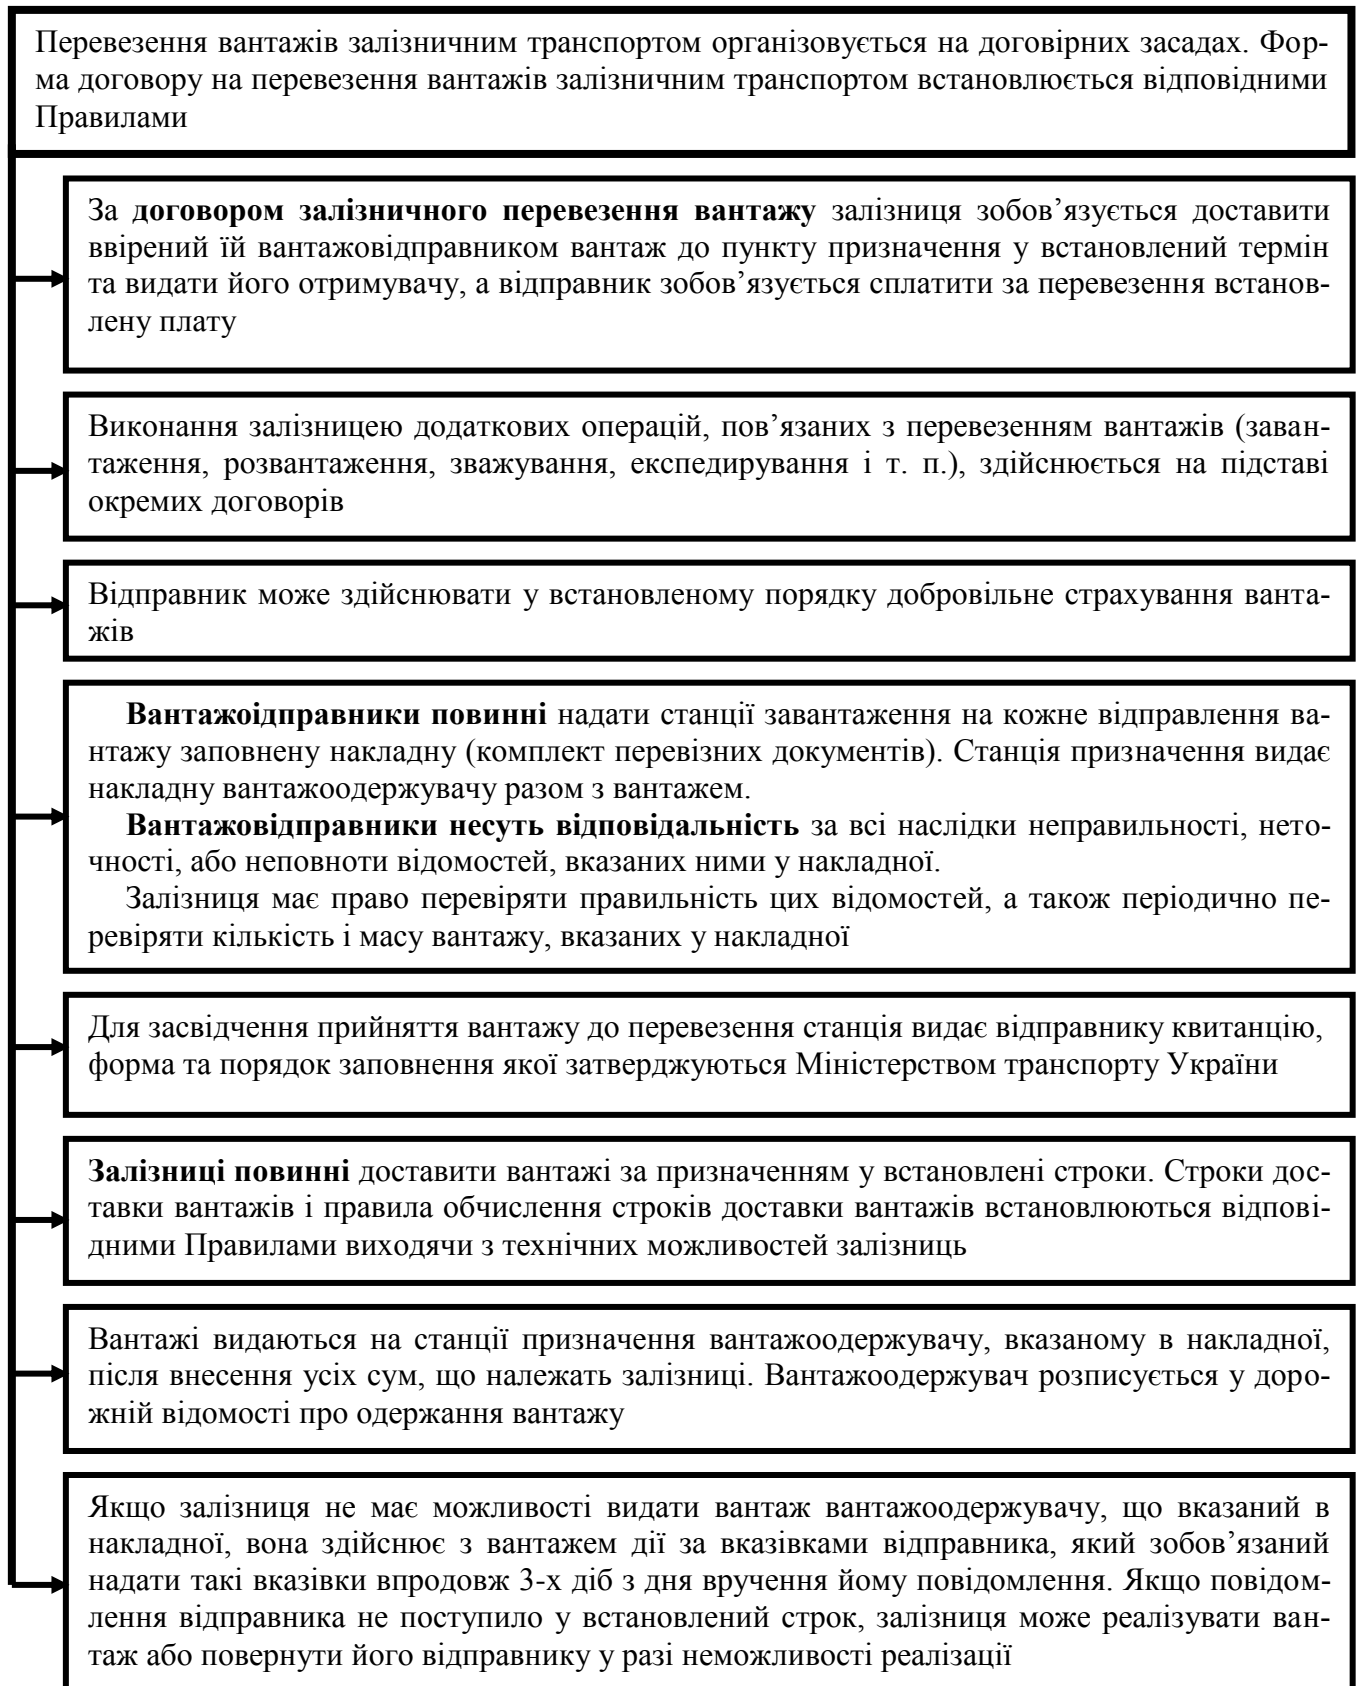 Перевезення вантажів залізничним транспортом організовується на договірних засадах. Фор-
ма договору на перевезення вантажів залізничним транспортом встановлюється відповідними
Правилами
За договором залізничного перевезення вантажу залізниця зобов’язується доставити
ввірений їй вантажовідправником вантаж до пункту призначення у встановлений термін
та видати його отримувачу, а відправник зобов’язується сплатити за перевезення встанов-
лену плату
Виконання залізницею додаткових операцій, пов’язаних з перевезенням вантажів (заван-
таження, розвантаження, зважування, експедирування і т. п.), здійснюється на підставі
окремих договорів
Відправник може здійснювати у встановленому порядку добровільне страхування ванта-
жів
Вантажоідправники повинні надати станції завантаження на кожне відправлення ва-
нтажу заповнену накладну (комплект перевізних документів). Станція призначення видає
накладну вантажоодержувачу разом з вантажем.
Вантажовідправники несуть відповідальність за всі наслідки неправильності, нето-
чності, або неповноти відомостей, вказаних ними у накладної.
Залізниця має право перевіряти правильність цих відомостей, а також періодично пе-
ревіряти кількість і масу вантажу, вказаних у накладної
Для засвідчення прийняття вантажу до перевезення станція видає відправнику квитанцію,
форма та порядок заповнення якої затверджуються Міністерством транспорту України
Залізниці повинні доставити вантажі за призначенням у встановлені строки. Строки дос-
тавки вантажів і правила обчислення строків доставки вантажів встановлюються відпові-
дними Правилами виходячи з технічних можливостей залізниць
Вантажі видаються на станції призначення вантажоодержувачу, вказаному в накладної,
після внесення усіх сум, що належать залізниці. Вантажоодержувач розписується у доро-
жній відомості про одержання вантажу
Якщо залізниця не має можливості видати вантаж вантажоодержувачу, що вказаний в
накладної, вона здійснює з вантажем дії за вказівками відправника, який зобов’язаний
надати такі вказівки впродовж 3-х діб з дня вручення йому повідомлення. Якщо повідом-
лення відправника не поступило у встановлений строк, залізниця може реалізувати ван-
таж або повернути його відправнику у разі неможливості реалізації